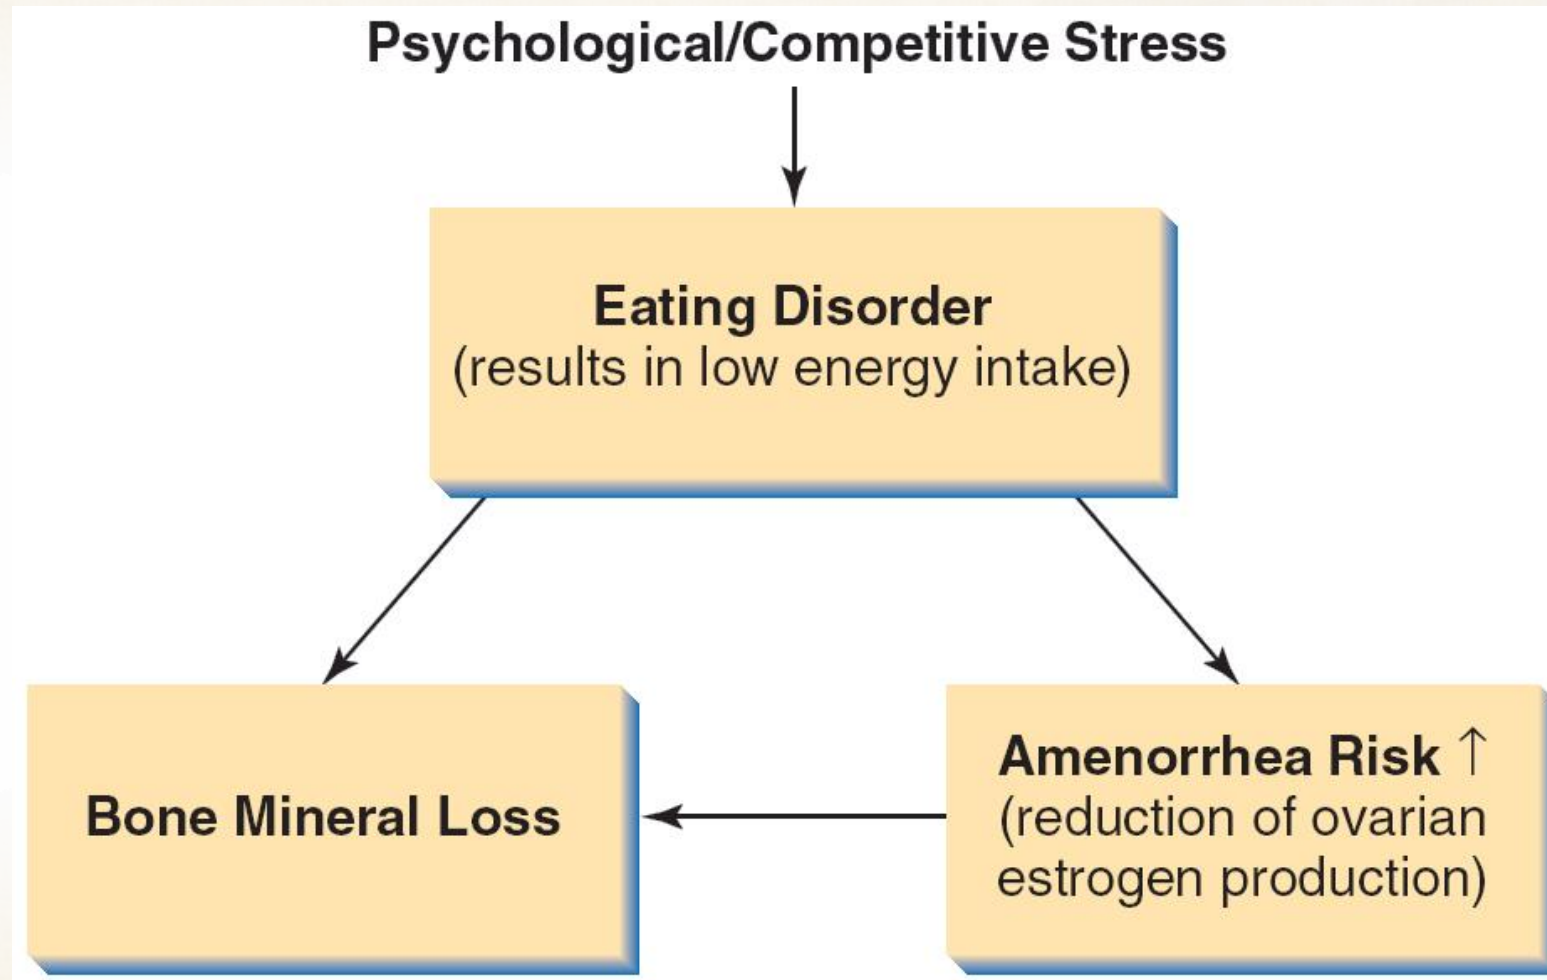 Psychological/Competitive Stress
Eating Disorder
(results in low energy intake)
Bone Mineral Loss
Amenorrhea Risk ↑
(reduction of ovarian
estrogen production)